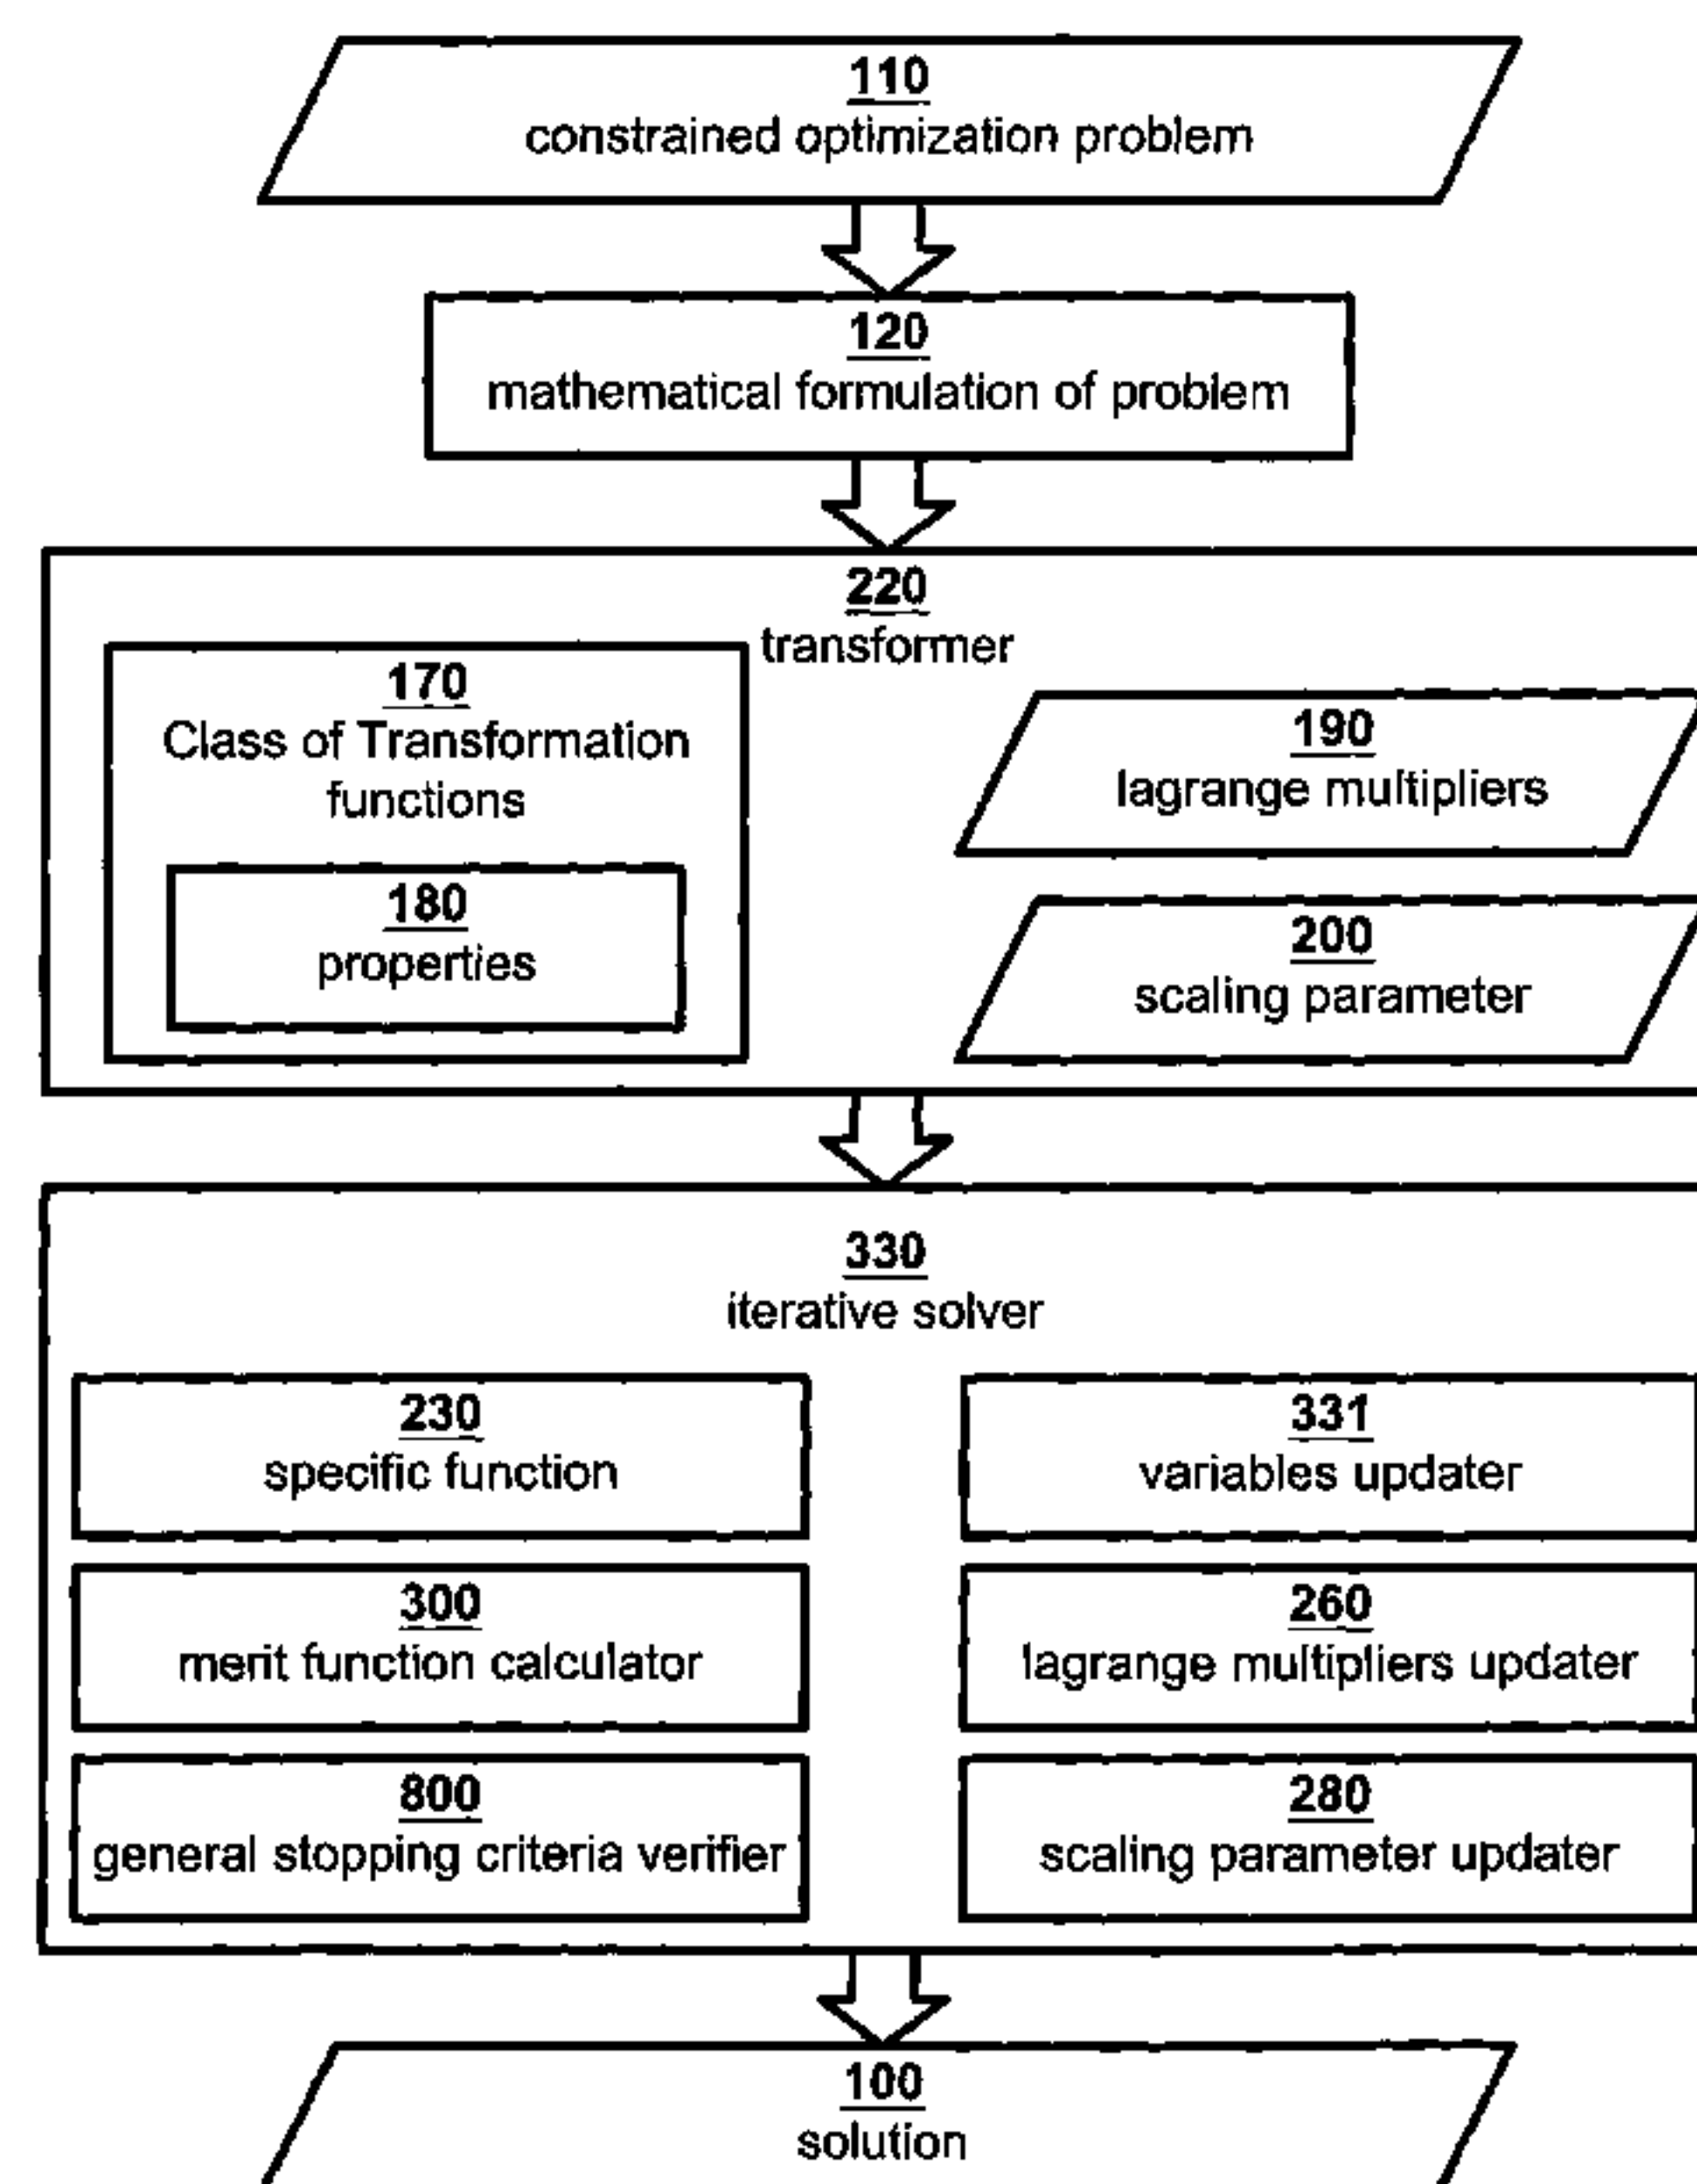 110
constrained optimization problem
120
mathematical formulation of problem
220
transformer
170
Class of Transformation
functions
180
properties
190
lagrange multipliers
200
scaling parameter
330
iterative solver
230
specific function
331
variables updater
300
merit function calculator
260
lagrange multipliers updater
800
general stopping criteria verifier
280
scaling parameter updater
100
solution